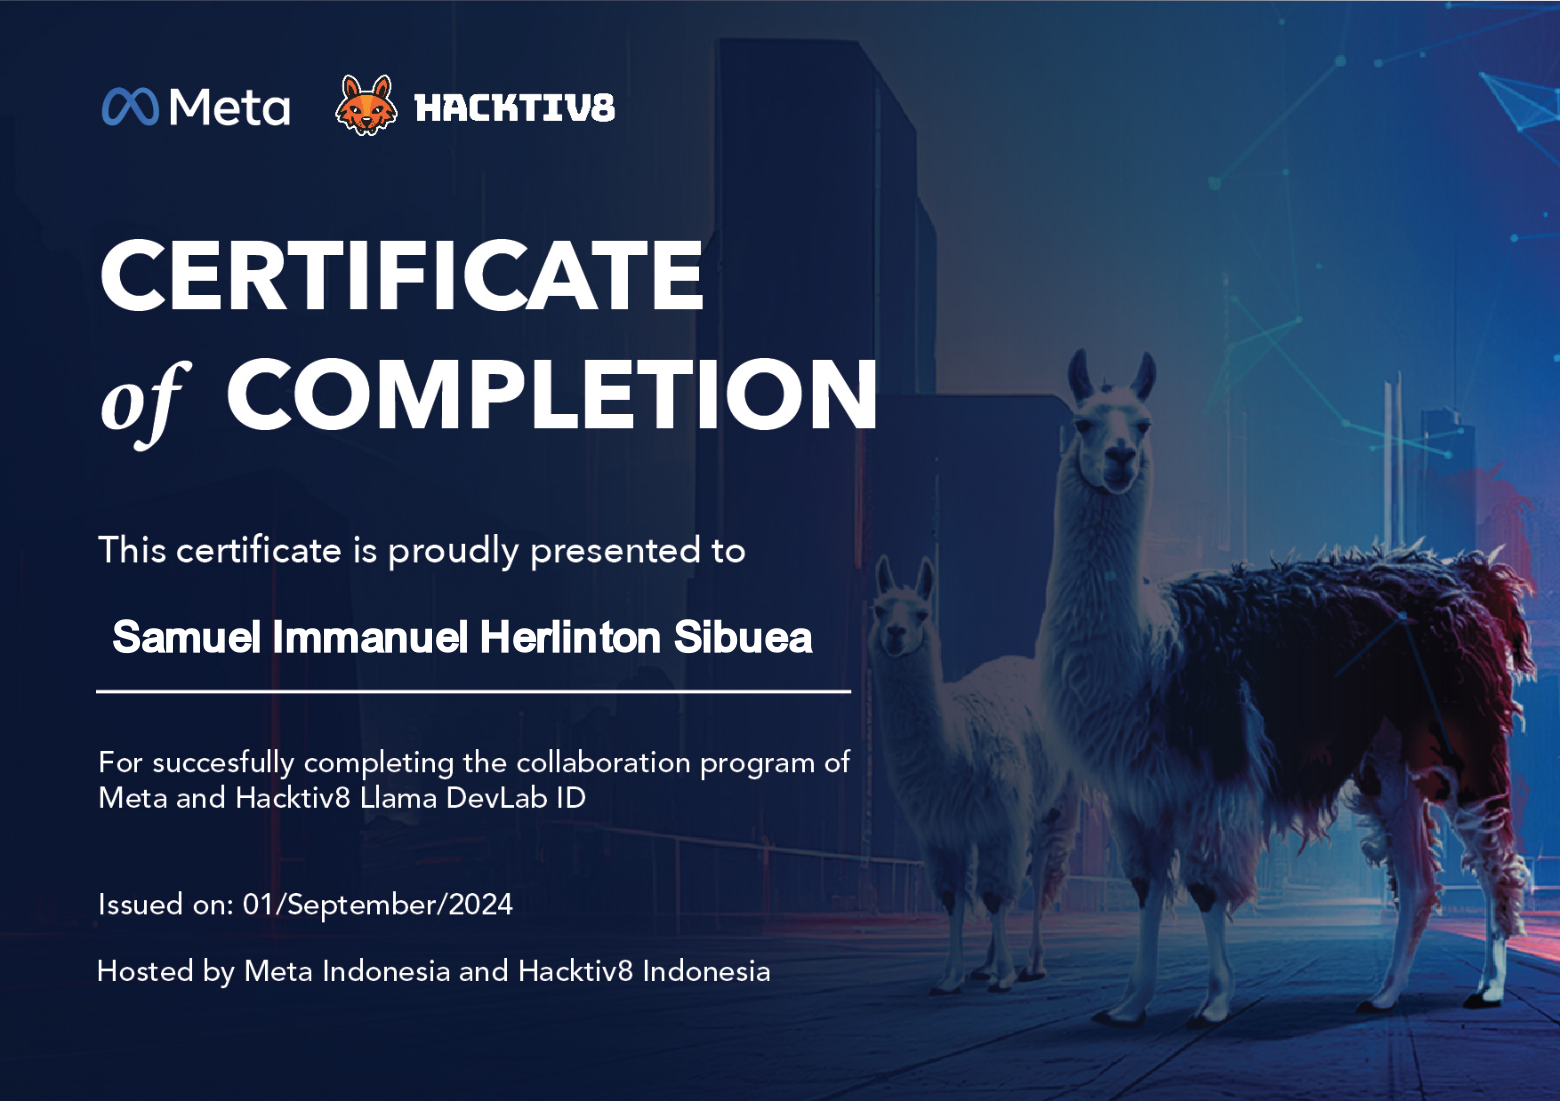 Meta HACKTIV8
CERTIFICATE
of COMPLETION
This certificate is proudly presented to
Samuel Immanuel Herlinton Sibuea
For succesfully completing the collaboration program of
Meta and Hacktiv8 Llama DevLab ID
Issued on: 01/September/2024
Hosted by Meta Indonesia and Hacktiv8 Indonesia